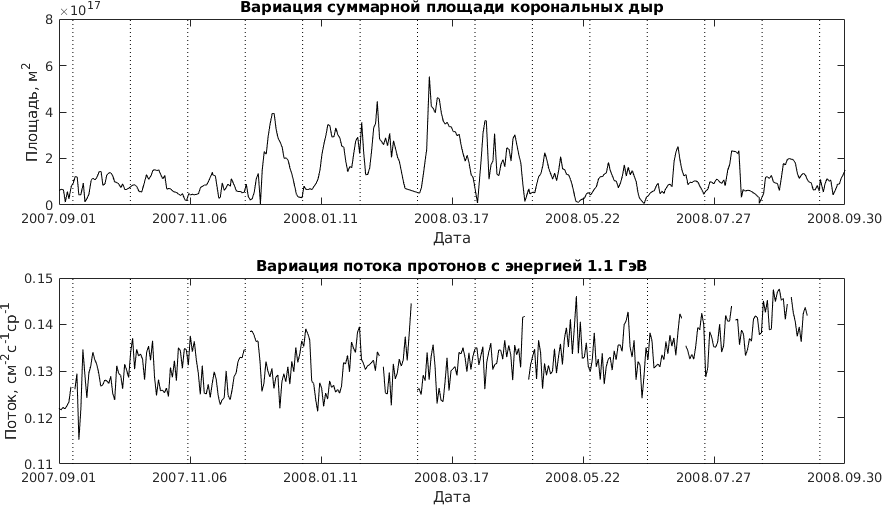 Вариация суммарной площади корональных дыр
×10^17
Площадь, м^2
8
6
4
2
0
2007.09.01 2007.11.06 2008.01.11 2008.03.17 2008.05.22 2008.07.27 2008.09.30
Дата
Вариация потока протонов с энергией 1.1 ГэВ
Поток, см^-2с^-1ср^-1
0.15
0.14
0.13
0.12
0.11
2007.09.01 2007.11.06 2008.01.11 2008.03.17 2008.05.22 2008.07.27 2008.09.30
Дата